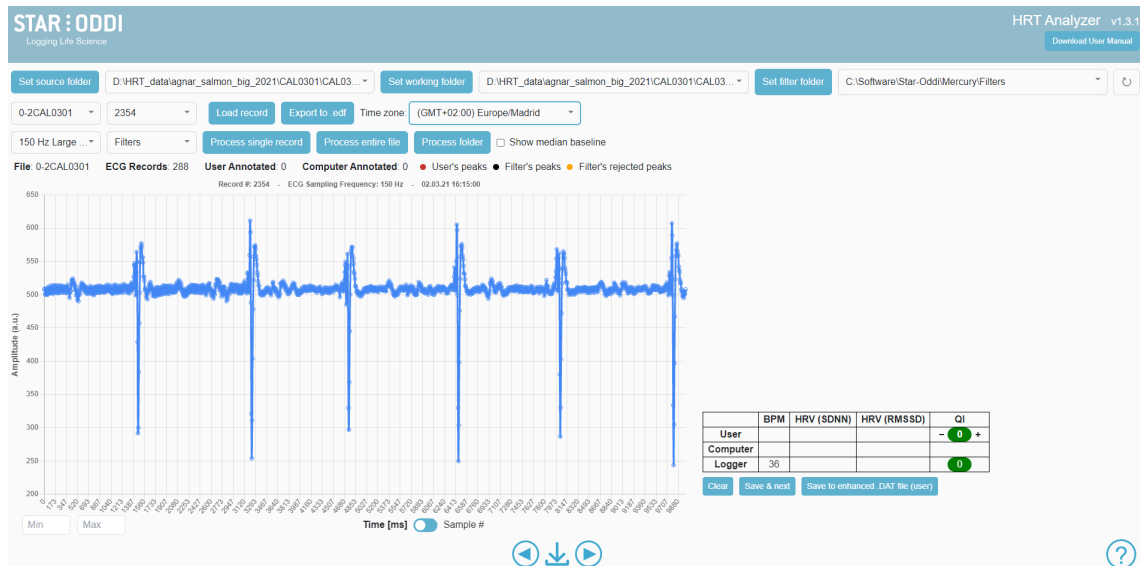 STAR ODDI
Logging Life Science
HRT Analyzer v1.3.1
Download User Manual
Set source folder D:\HRT_data\agnar_salmon_big_2021\CAL0301\CAL03... Set working folder D:\HRT_data\agnar_salmon_big_2021\CAL0301\CAL03... Set filter folder C:\Software\Star-Oddi\Mercury\Filters
0-2CAL0301 2354 Load record Export to .edf Time zone: (GMT+02:00) Europe/Madrid
150 Hz Large ... Filters Process single record Process entire file Process folder Show median baseline
File: 0-2CAL0301 ECG Records: 288 User Annotated: 0 Computer Annotated: 0 User's peaks Filter's peaks Filter's rejected peaks
Record #: 2354 - ECG Sampling Frequency: 150 Hz - 02.03.21 16:15:00
650
600
550
500
450
400
350
300
250
200
Amplitude (a.u.)
BPM HRV (SDNN) HRV (RMSSD) QI
User - 0 +
Computer
Logger 36 0
Clear Save & next Save to enhanced .DAT file (user)
Min Max Time [ms] Sample #
?